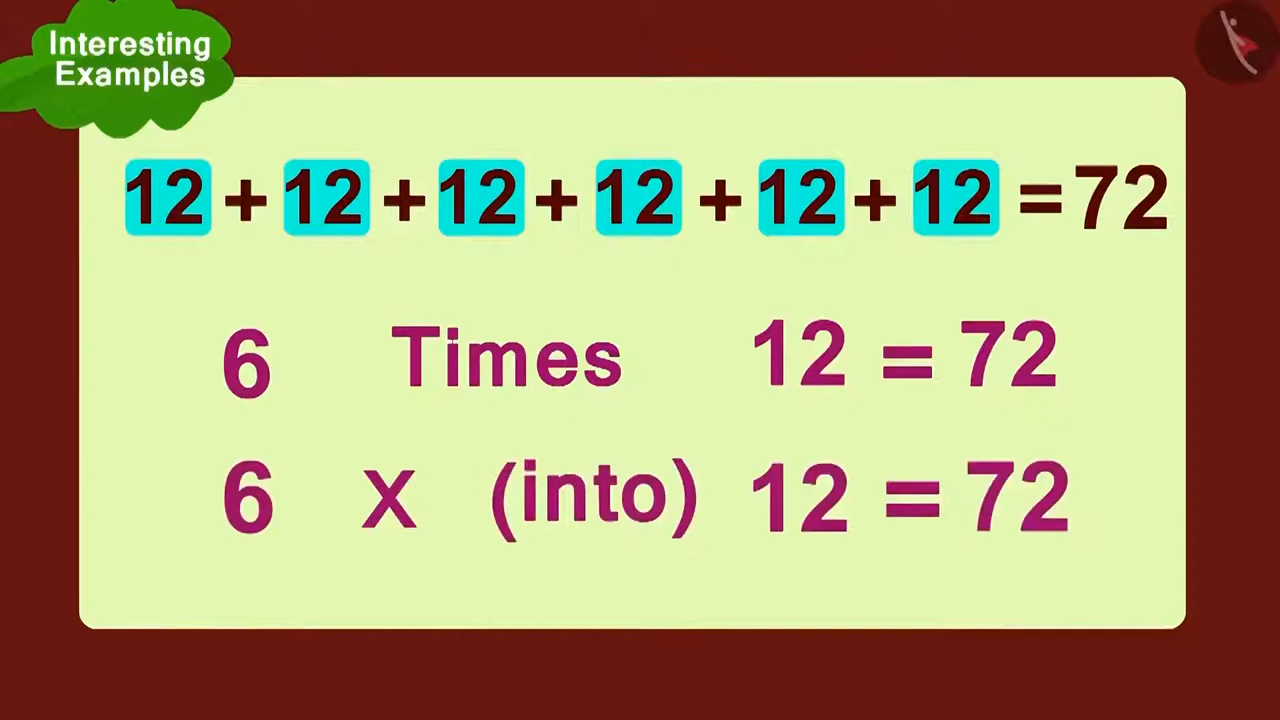 Interesting
Examples
12 + 12 + 12 + 12 + 12 + 12 = 72
6 Times 12 = 72
6 X (into) 12 = 72